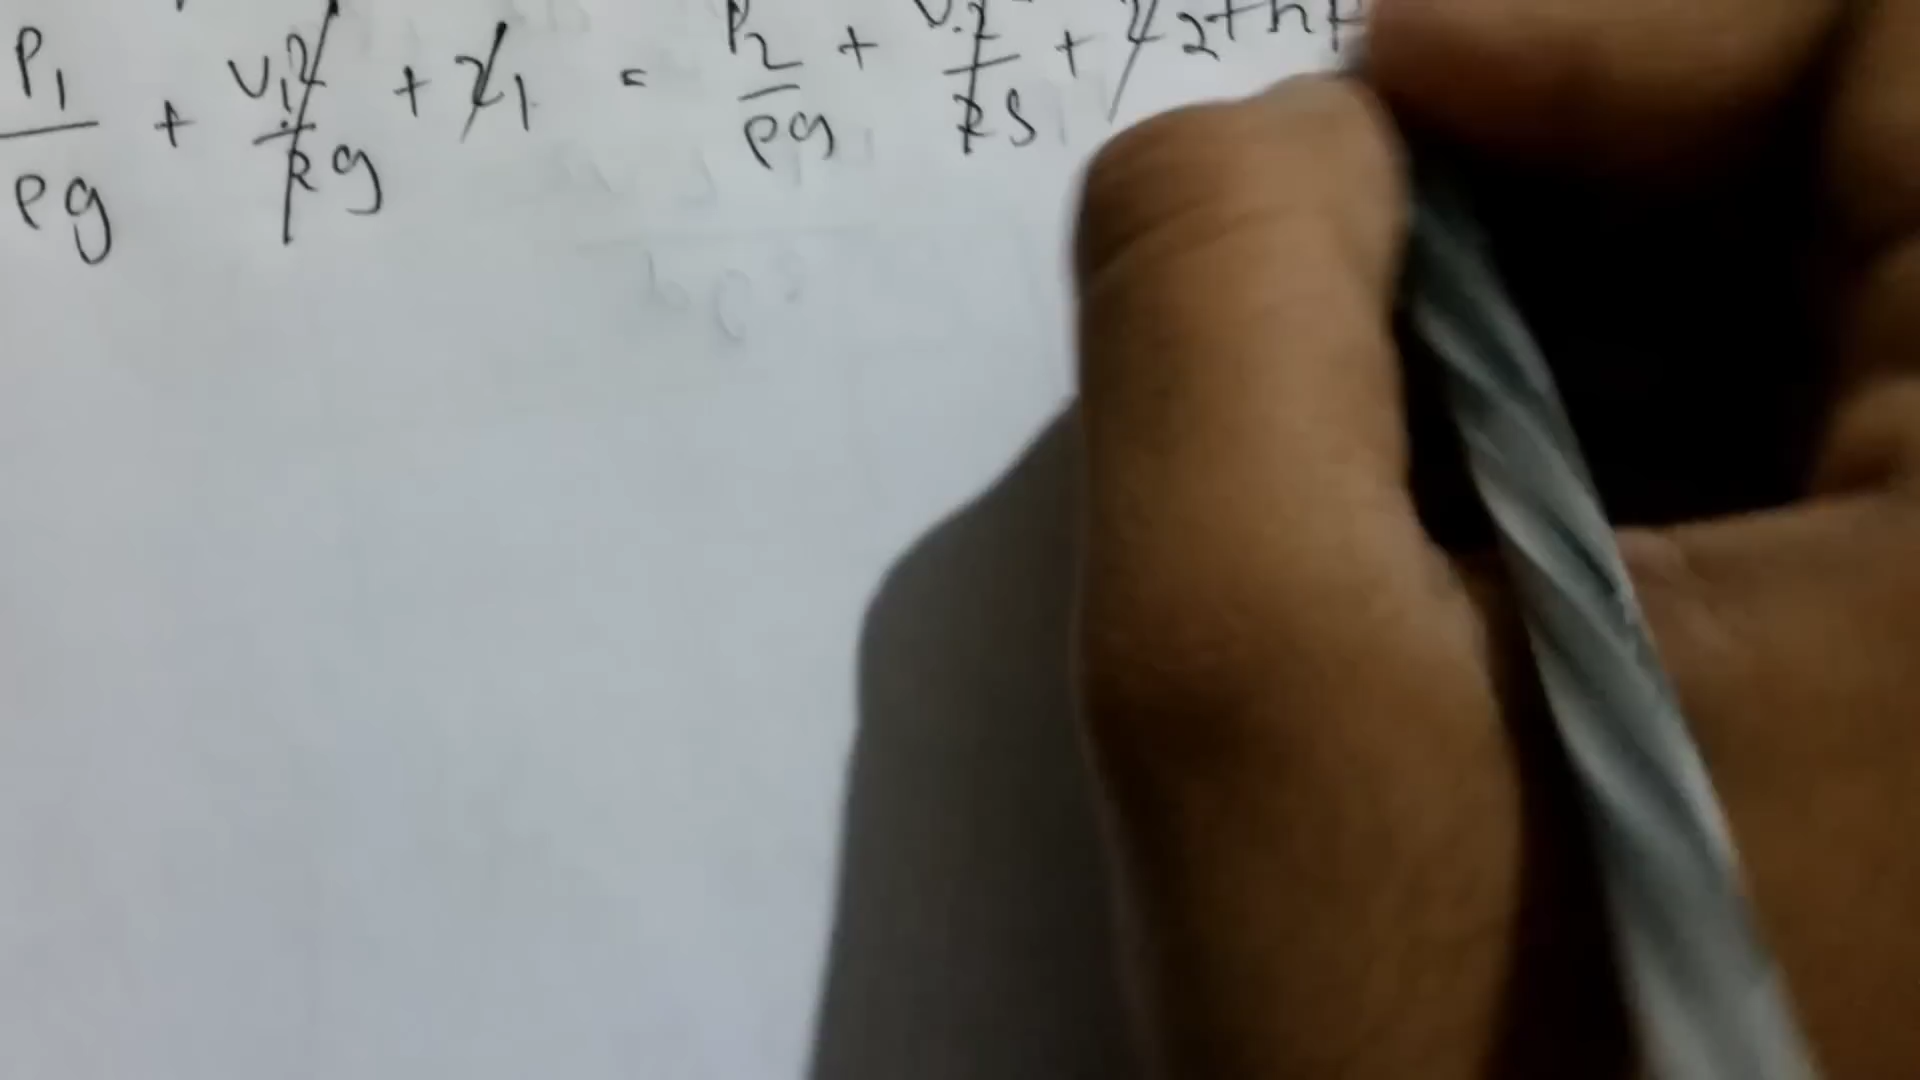 P₁/ρg + V₁²/2g + Z₁ = P₂/ρg + V₂²/2g + Z₂ + hf